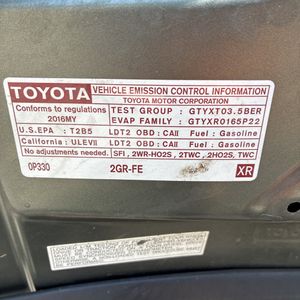 TOYOTA
VEHICLE EMISSION CONTROL INFORMATION
TOYOTA MOTOR CORPORATION
Conforms to regulations
2016MY
TEST GROUP : GTYXT03.5BER
EVAP FAMILY : GTYXR0165P22
U.S.EPA : T2B5 LDT2 OBD: CAII Fuel : Gasoline
California : ULEVII LDT2 OBD: CAII Fuel : Gasoline
No adjustments needed. SFI , 2WR-HO2S , 2TWC , 2HO2S, TWC
0P330 2GR-FE XR